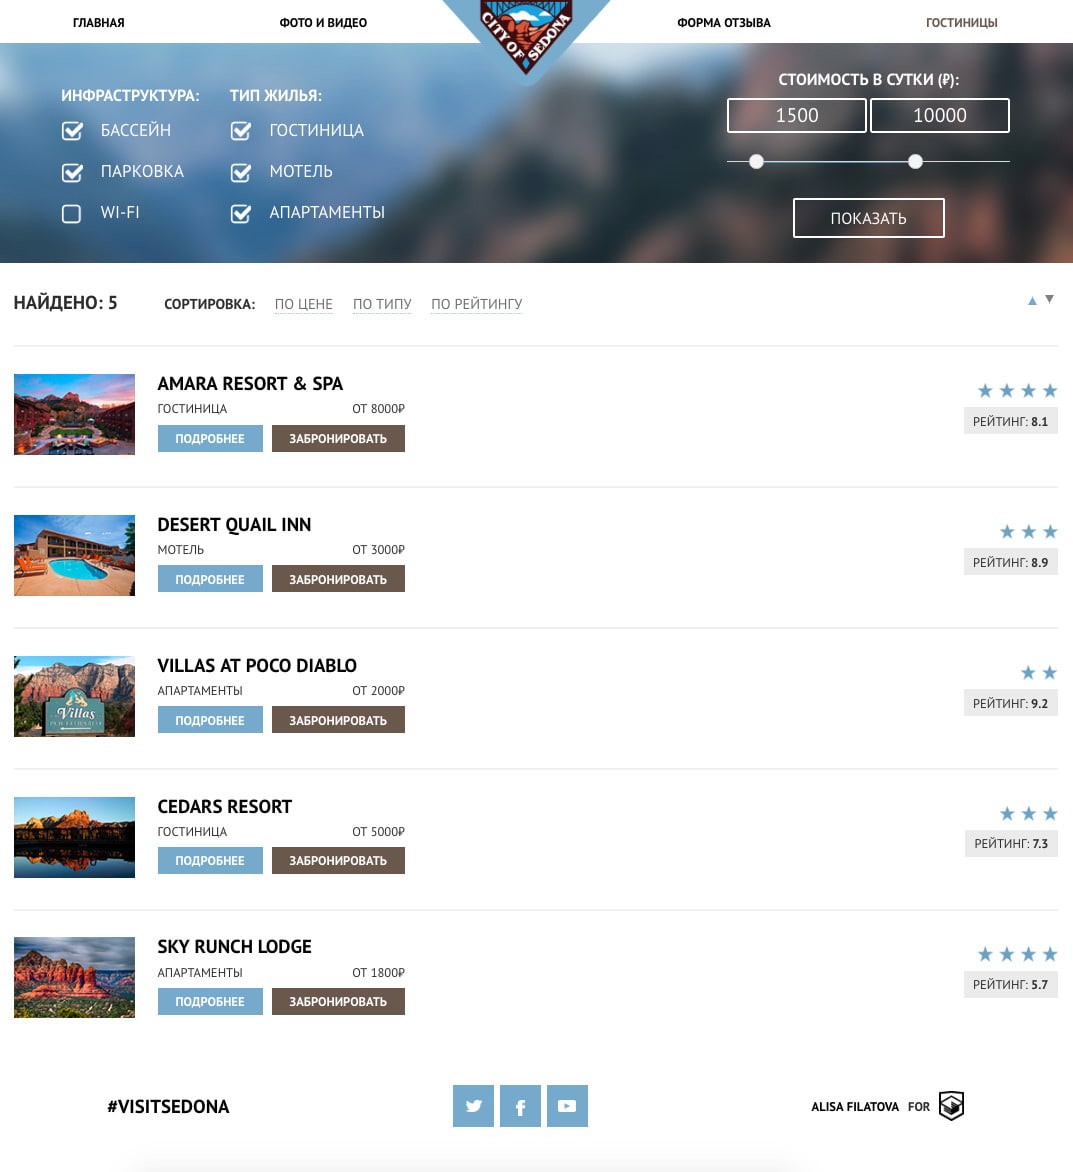 ГЛАВНАЯ ФОТО И ВИДЕО ФОРМА ОТЗЫВА ГОСТИНИЦЫ
CITY OF SEDONA
ИНФРАСТРУКТУРА: ТИП ЖИЛЬЯ: СТОИМОСТЬ В СУТКИ (₽):
БАССЕЙН ГОСТИНИЦА 1500 10000
ПАРКОВКА МОТЕЛЬ
WI-FI АПАРТАМЕНТЫ ПОКАЗАТЬ
НАЙДЕНО: 5 СОРТИРОВКА: ПО ЦЕНЕ ПО ТИПУ ПО РЕЙТИНГУ
AMARA RESORT & SPA
ГОСТИНИЦА ОТ 8000₽
РЕЙТИНГ: 8.1
ПОДРОБНЕЕ ЗАБРОНИРОВАТЬ
DESERT QUAIL INN
МОТЕЛЬ ОТ 3000₽
РЕЙТИНГ: 8.9
ПОДРОБНЕЕ ЗАБРОНИРОВАТЬ
VILLAS AT POCO DIABLO
Villas
АПАРТАМЕНТЫ ОТ 2000₽
РЕЙТИНГ: 9.2
ПОДРОБНЕЕ ЗАБРОНИРОВАТЬ
CEDARS RESORT
ГОСТИНИЦА ОТ 5000₽
РЕЙТИНГ: 7.3
ПОДРОБНЕЕ ЗАБРОНИРОВАТЬ
SKY RUNCH LODGE
АПАРТАМЕНТЫ ОТ 1800₽
РЕЙТИНГ: 5.7
ПОДРОБНЕЕ ЗАБРОНИРОВАТЬ
#VISITSEDONA ALISA FILATOVA FOR